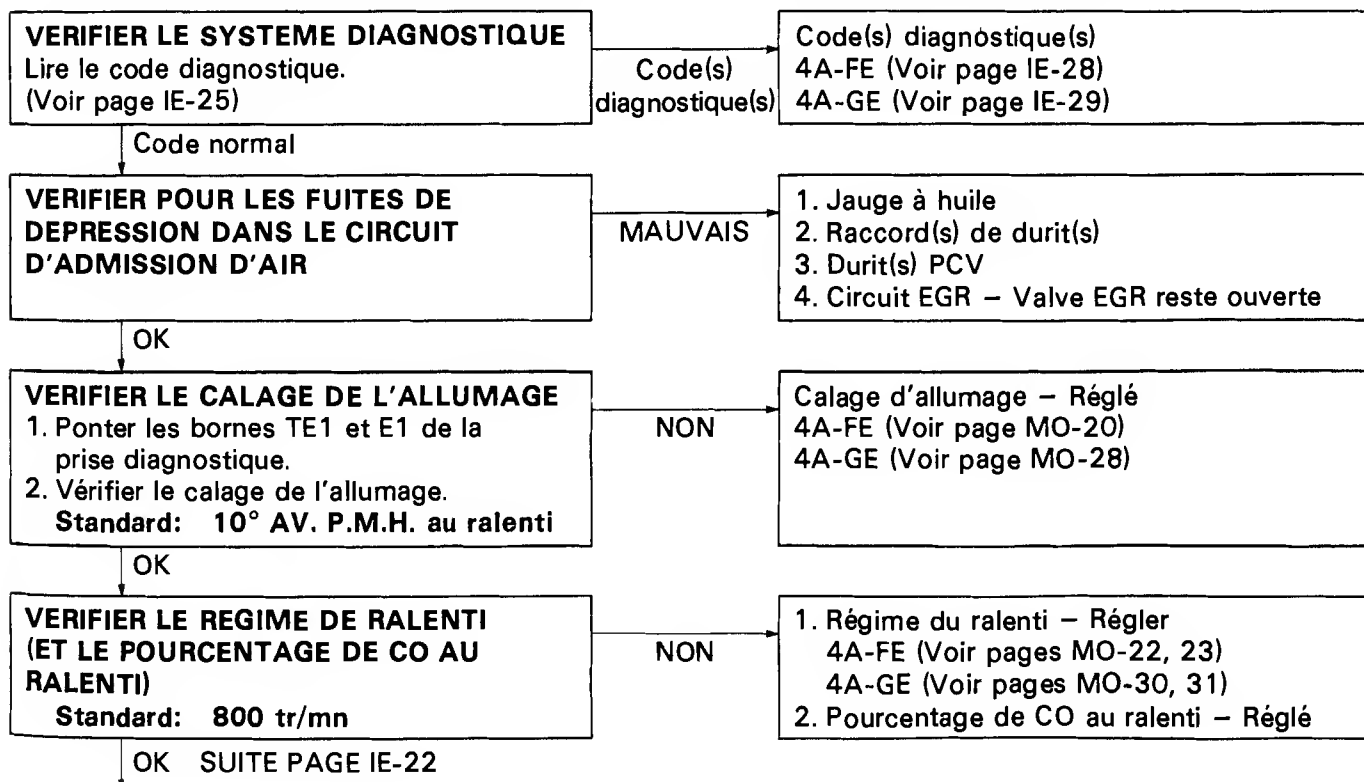 VERIFIER LE SYSTEME DIAGNOSTIQUE
Lire le code diagnostique.
(Voir page IE-25)
Code(s)
diagnostique(s)
Code(s) diagnostique(s)
4A-FE (Voir page IE-28)
4A-GE (Voir page IE-29)
Code normal
VERIFIER POUR LES FUITES DE
DEPRESSION DANS LE CIRCUIT
D'ADMISSION D'AIR
MAUVAIS
1. Jauge à huile
2. Raccord(s) de durit(s)
3. Durit(s) PCV
4. Circuit EGR – Valve EGR reste ouverte
OK
VERIFIER LE CALAGE DE L'ALLUMAGE
1. Ponter les bornes TE1 et E1 de la
prise diagnostique.
2. Vérifier le calage de l'allumage.
Standard: 10° AV. P.M.H. au ralenti
NON
Calage d'allumage – Réglé
4A-FE (Voir page MO-20)
4A-GE (Voir page MO-28)
OK
VERIFIER LE REGIME DE RALENTI
(ET LE POURCENTAGE DE CO AU
RALENTI)
Standard: 800 tr/mn
NON
1. Régime du ralenti – Régler
4A-FE (Voir pages MO-22, 23)
4A-GE (Voir pages MO-30, 31)
2. Pourcentage de CO au ralenti – Réglé
OK SUITE PAGE IE-22